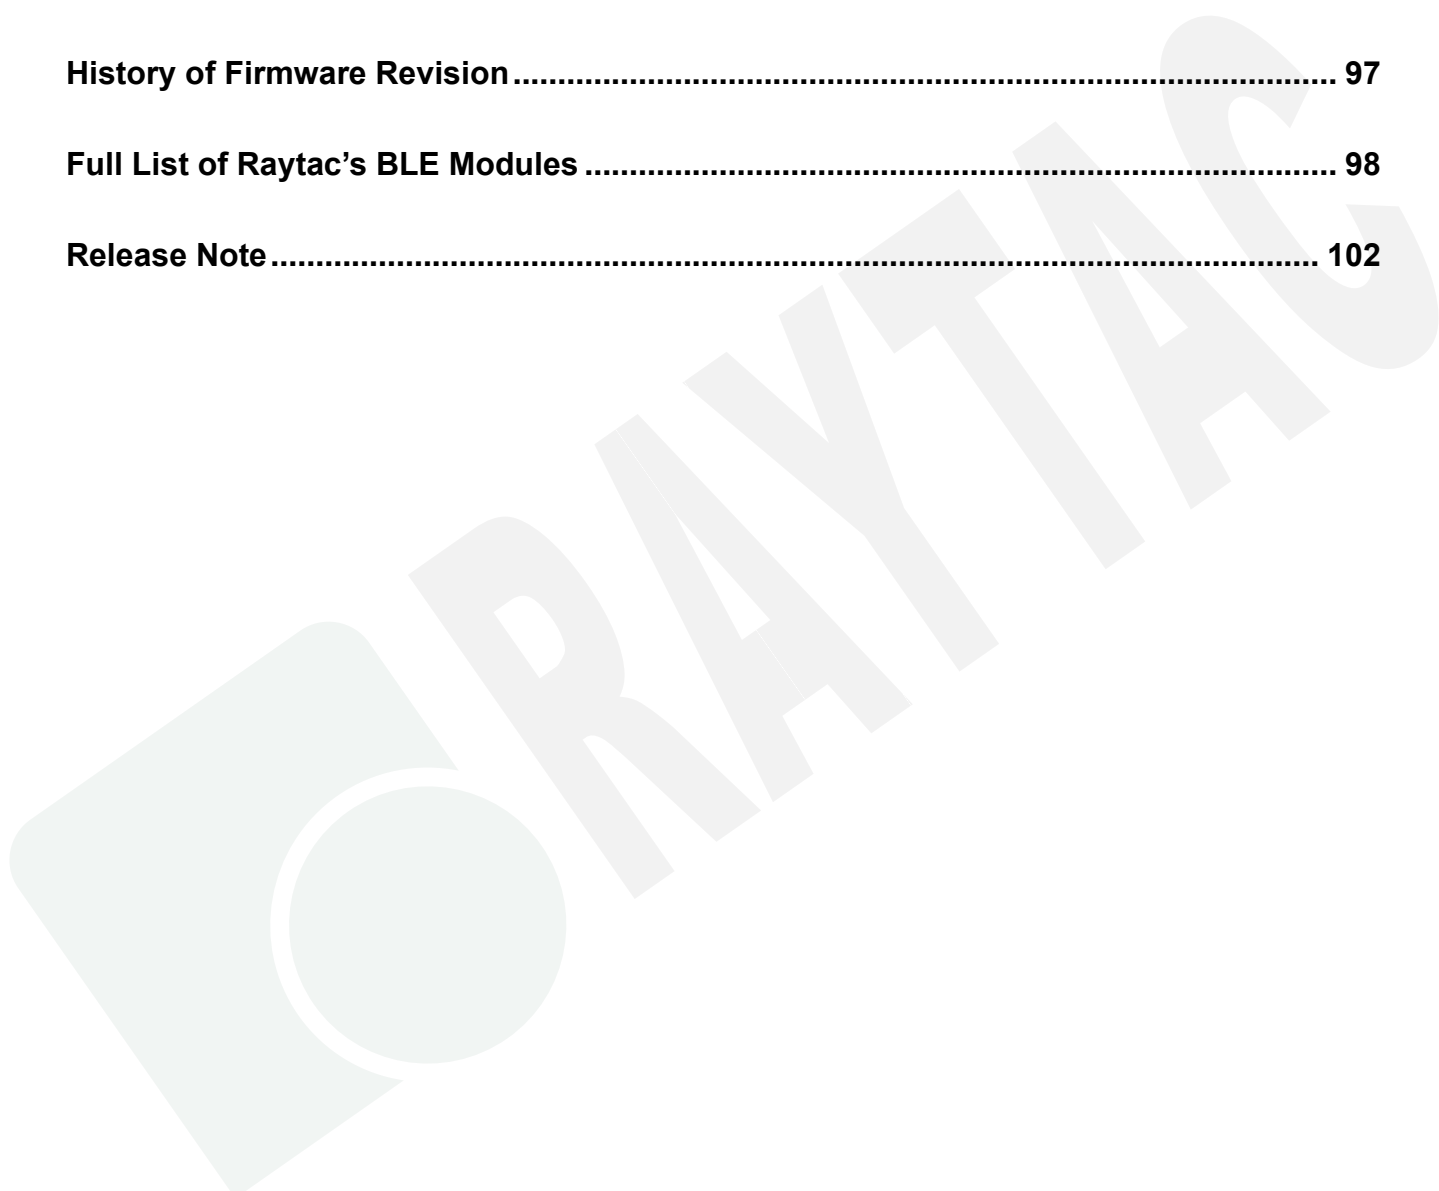 History of Firmware Revision ........................................................................................... 97
Full List of Raytac’s BLE Modules ................................................................................... 98
Release Note .................................................................................................................... 102
RAYTAC